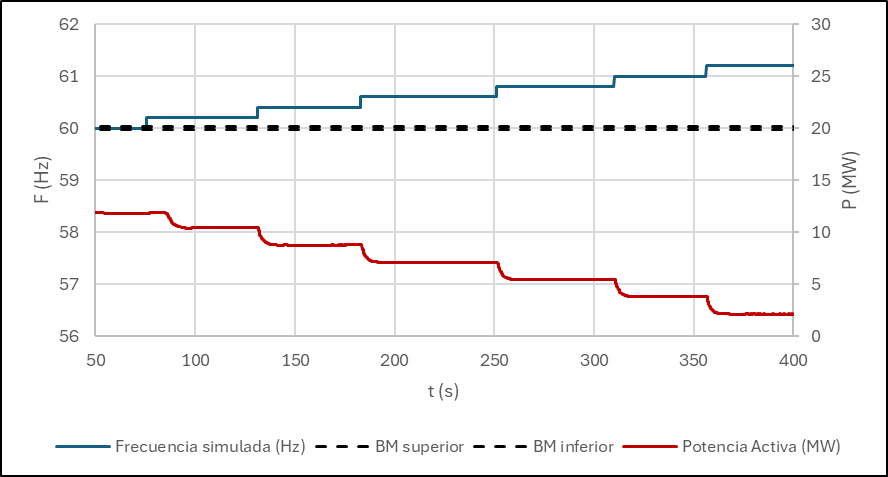 62
61
60
59
58
57
56
F (Hz)
30
25
20
15
10
5
0
P (MW)
50 100 150 200 250 300 350 400
t (s)
Frecuencia simulada (Hz) BM superior BM inferior Potencia Activa (MW)